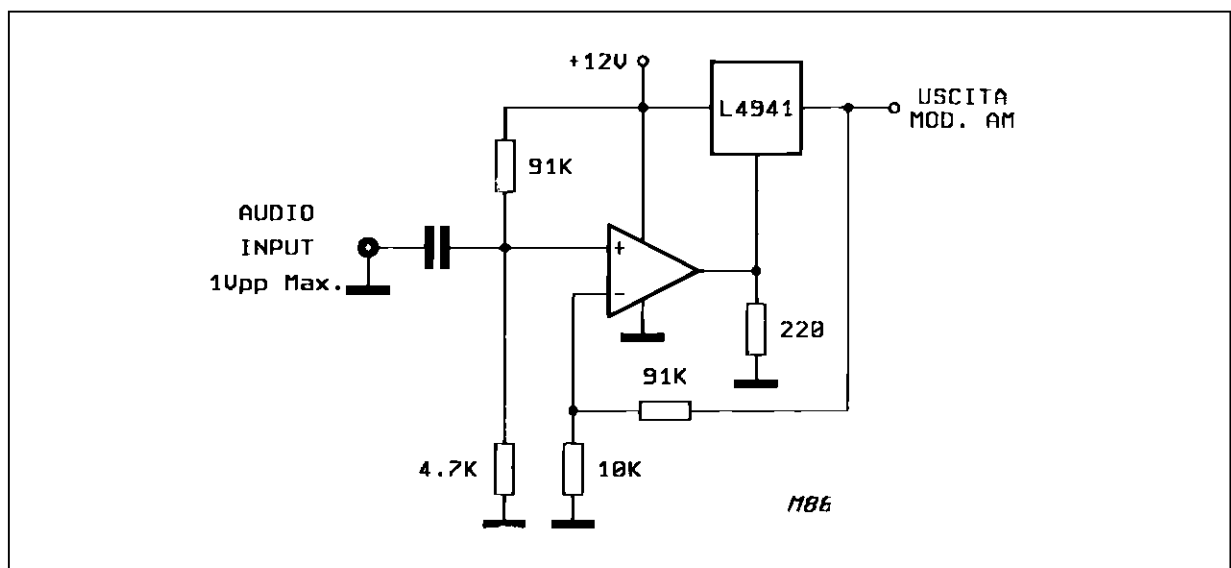 +12V
L4941
USCITA
MOD. AM
91K
AUDIO
INPUT
1Vpp Max.
+
-
220
91K
4.7K
10K
M86